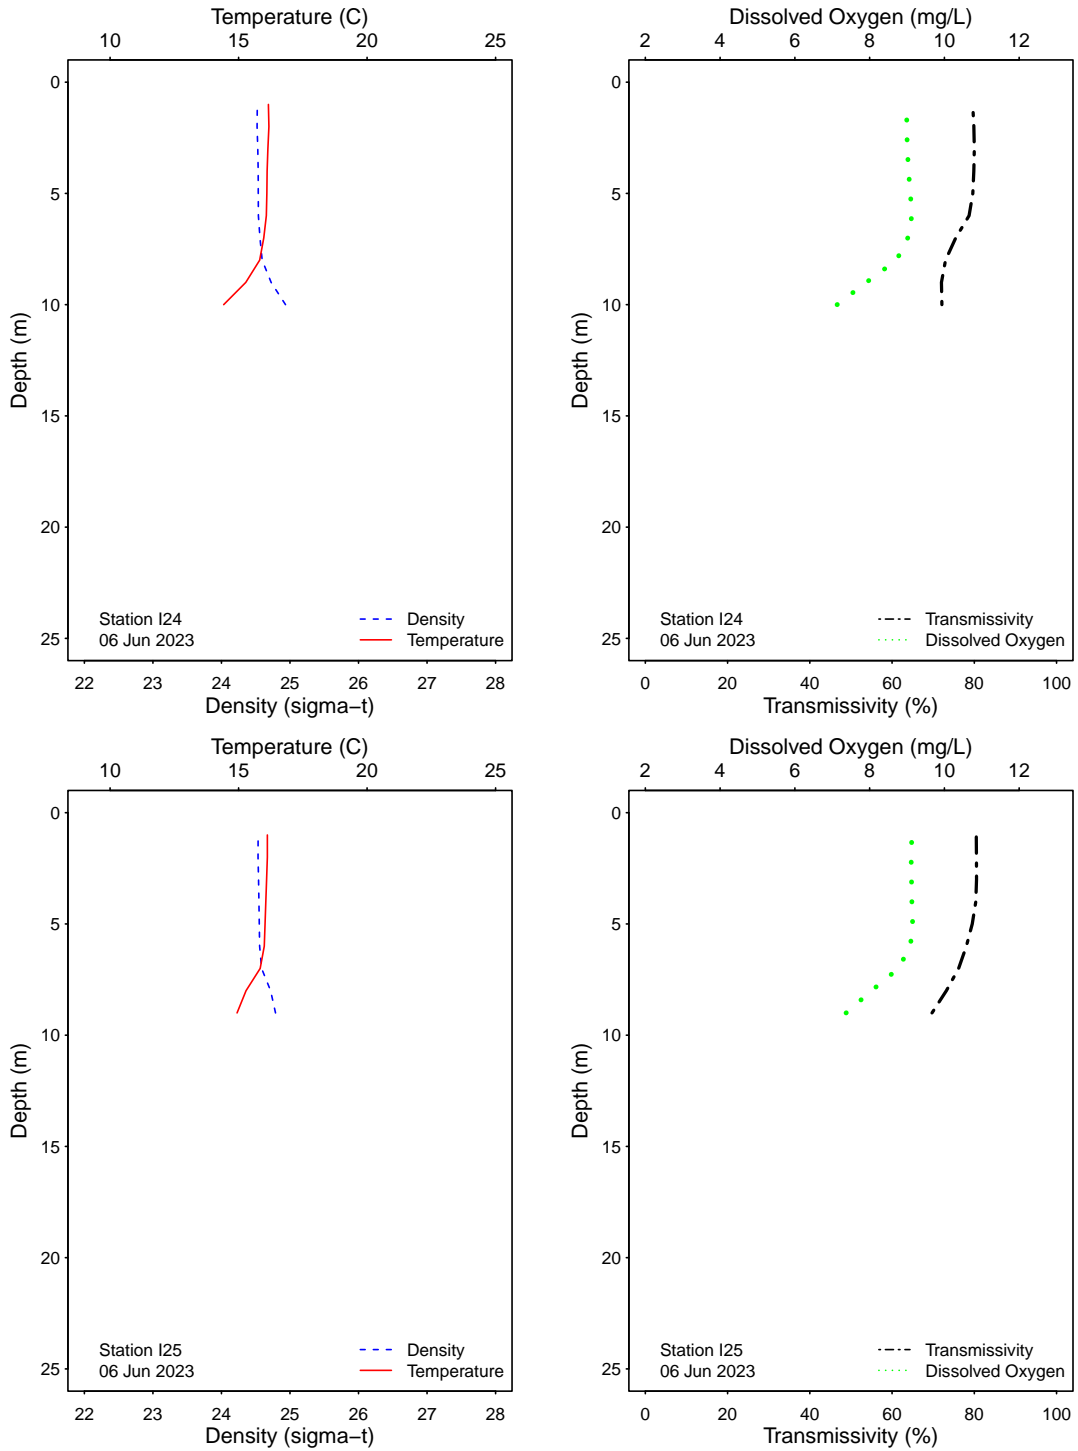 Temperature (C)
10 15 20 25
0
5
10
15
20
25
Depth (m)
Station I24
06 Jun 2023
Density
Temperature
22 23 24 25 26 27 28
Density (sigma−t)
Dissolved Oxygen (mg/L)
2 4 6 8 10 12
0
5
10
15
20
25
Depth (m)
Station I24
06 Jun 2023
Transmissivity
Dissolved Oxygen
0 20 40 60 80 100
Transmissivity (%)
Temperature (C)
10 15 20 25
0
5
10
15
20
25
Depth (m)
Station I25
06 Jun 2023
Density
Temperature
22 23 24 25 26 27 28
Density (sigma−t)
Dissolved Oxygen (mg/L)
2 4 6 8 10 12
0
5
10
15
20
25
Depth (m)
Station I25
06 Jun 2023
Transmissivity
Dissolved Oxygen
0 20 40 60 80 100
Transmissivity (%)